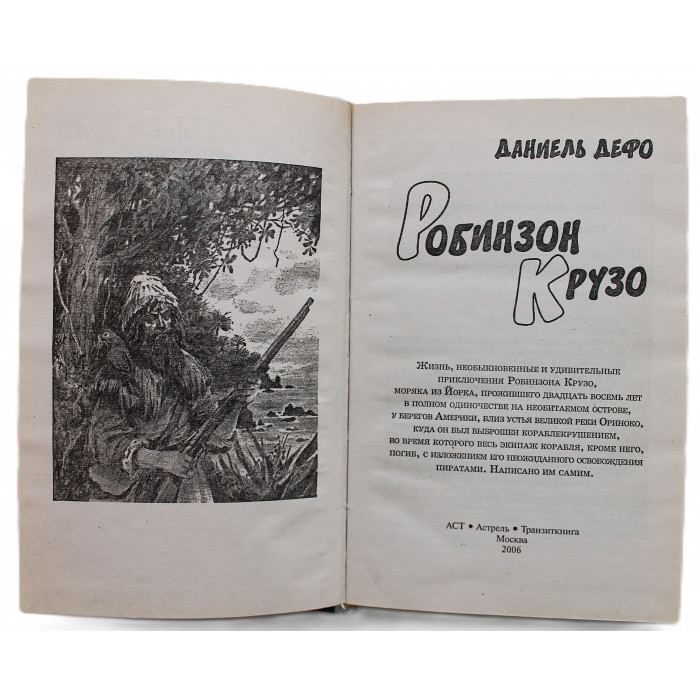 ДАНИЕЛЬ ДЕФО
РОБИНЗОН
КРУЗО
Жизнь, необыкновенные и удивительные
приключения Робинзона Крузо,
моряка из Йорка, прожившего двадцать восемь лет
в полном одиночестве на необитаемом острове,
у берегов Америки, близ устья великой реки Ориноко,
куда он был выброшен кораблекрушением,
во время которого весь экипаж корабля, кроме него,
погиб, с изложением его неожиданного освобождения
пиратами. Написано им самим.
АСТ • Астрель • Транзиткнига
Москва
2006